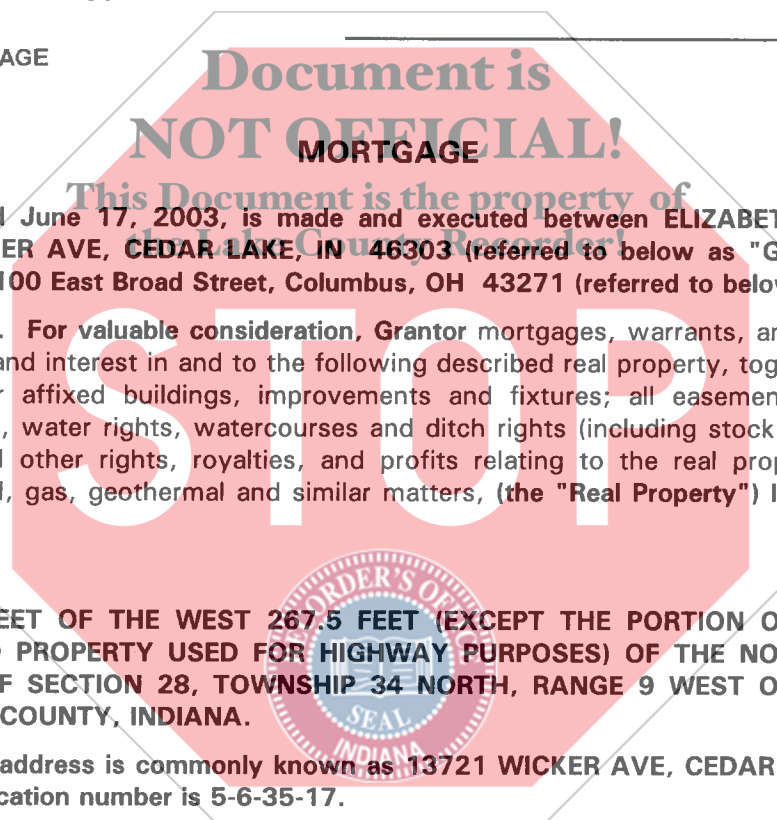 AGE
Document is
NOT OFFICIAL!
MORTGAGE
This Document is the property of
the Lake County Recorder!
June 17, 2003, is made and executed between ELIZABET
ER AVE, CEDAR LAKE, IN 46303 (referred to below as "G
100 East Broad Street, Columbus, OH 43271 (referred to below
. For valuable consideration, Grantor mortgages, warrants, an
and interest in and to the following described real property, tog
affixed buildings, improvements and fixtures; all easemen
, water rights, watercourses and ditch rights (including stock
other rights, royalties, and profits relating to the real prop
, gas, geothermal and similar matters, (the "Real Property") l
STOP
EET OF THE WEST 267.5 FEET (EXCEPT THE PORTION O
PROPERTY USED FOR HIGHWAY PURPOSES) OF THE NO
F SECTION 28, TOWNSHIP 34 NORTH, RANGE 9 WEST O
COUNTY, INDIANA.
RECORDER'S OFFICE
SEAL
INDIANA
address is commonly known as 13721 WICKER AVE, CEDAR
cation number is 5-6-35-17.